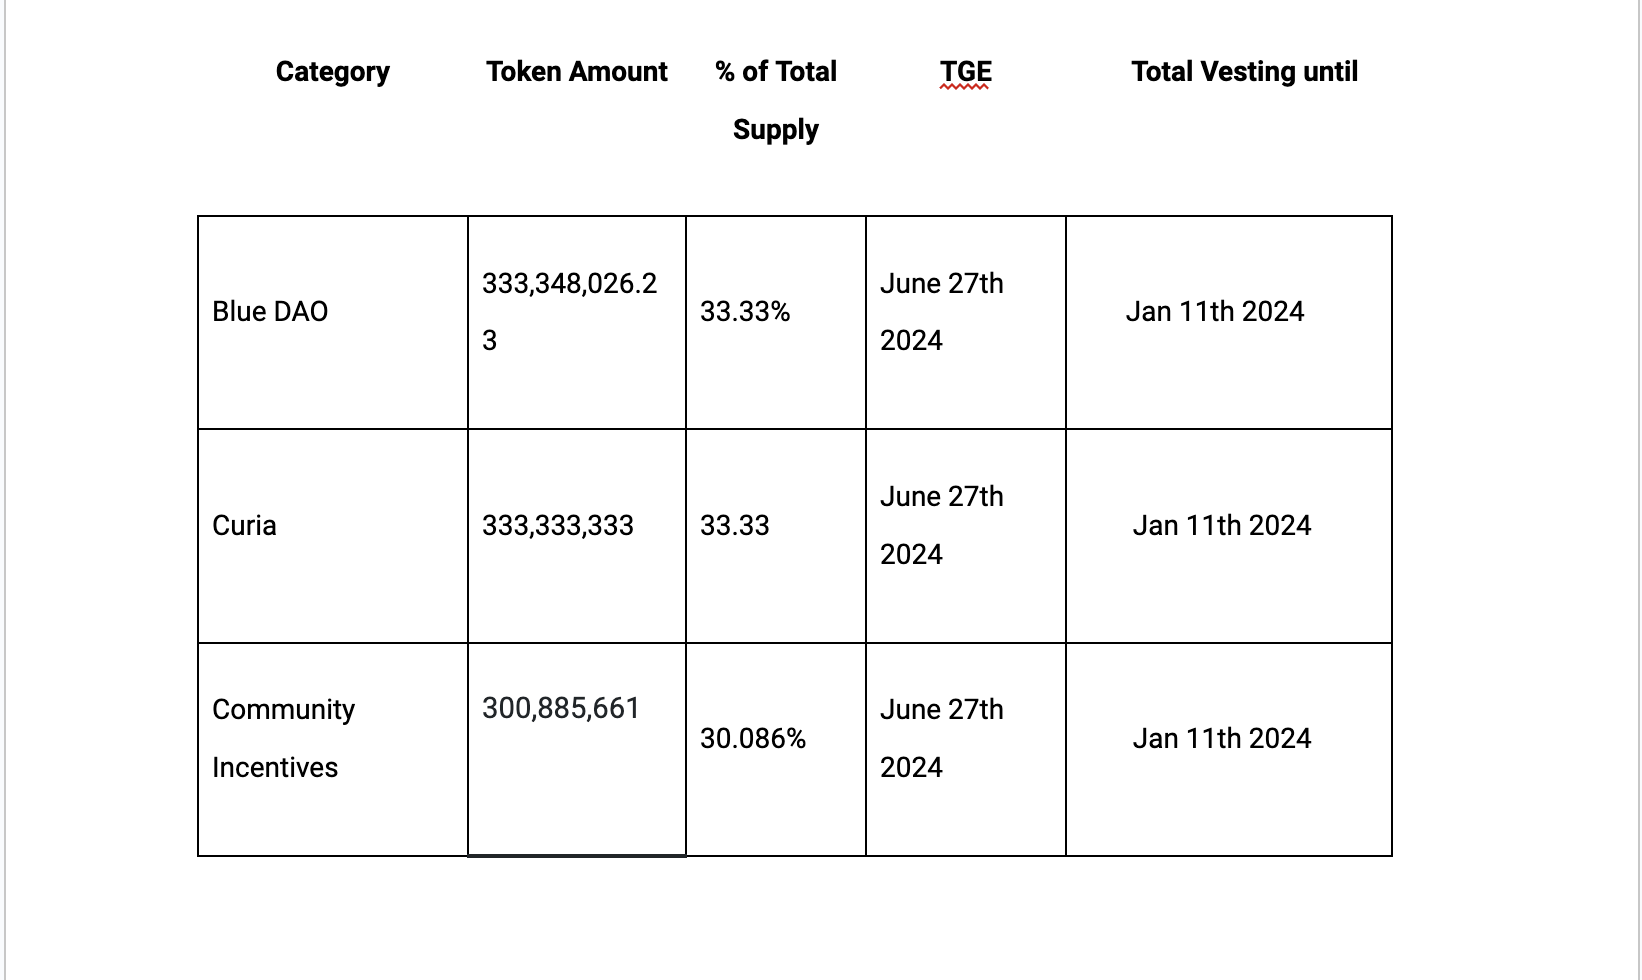 Category Token Amount % of Total TGE Total Vesting until
Supply
Blue DAO 333,348,026.2 33.33% June 27th Jan 11th 2024
3 2024
Curia 333,333,333 33.33 June 27th Jan 11th 2024
2024
Community 300,885,661 30.086% June 27th Jan 11th 2024
Incentives 2024